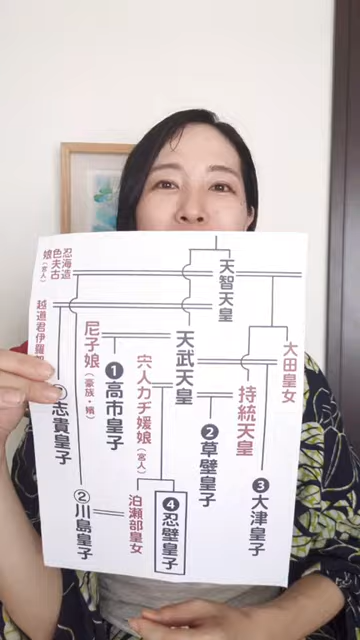 天智天皇
忍海造
色夫古
娘(宮人)
越道君伊羅
大田皇女
持統天皇
天武天皇
宍人カヂ媛娘(宮人)
尼子娘(豪族・嬪)
志貴皇子
❶高市皇子
❷草壁皇子
❸大津皇子
❹忍壁皇子
泊瀬部皇女
②川島皇子